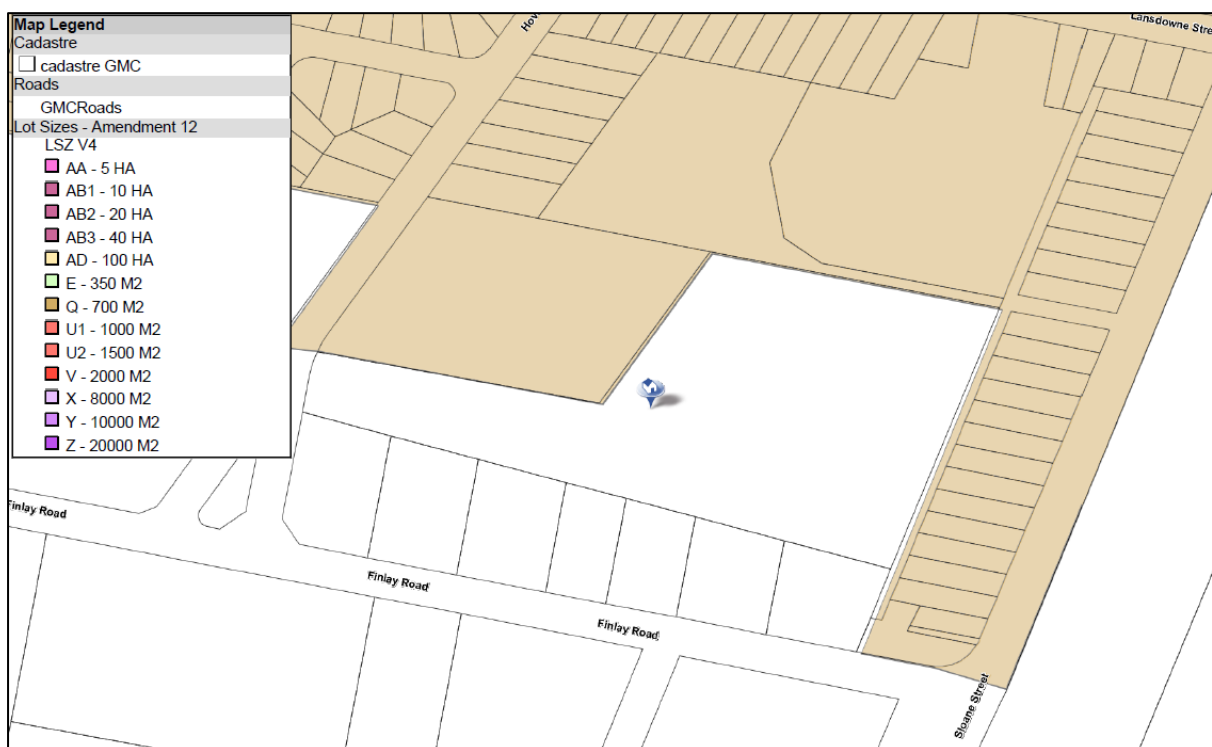 Map Legend
Cadastre
cadastre GMC
Roads
GMCRoads
Lot Sizes - Amendment 12
LSZ V4
AA - 5 HA
AB1 - 10 HA
AB2 - 20 HA
AB3 - 40 HA
AD - 100 HA
E - 350 M2
Q - 700 M2
U1 - 1000 M2
U2 - 1500 M2
V - 2000 M2
X - 8000 M2
Y - 10000 M2
Z - 20000 M2
Lansdowne Stre
Finlay Road
Finlay Road
Finlay Road
Sloane Street